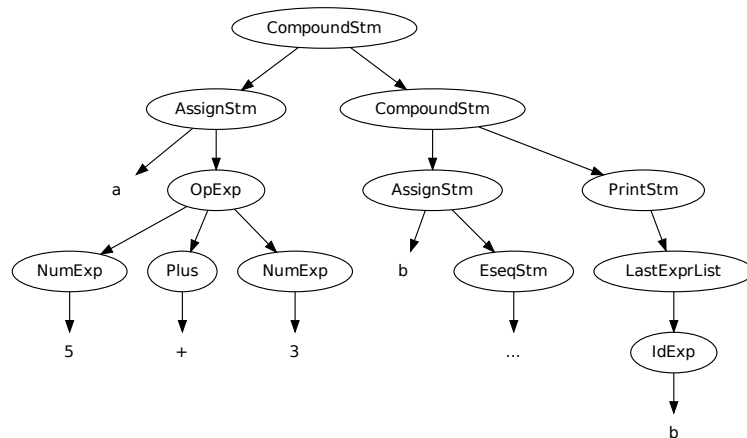 CompoundStm
AssignStm CompoundStm
a OpExp AssignStm PrintStm
NumExp Plus NumExp b EseqStm LastExprList
5 + 3 ... IdExp
b